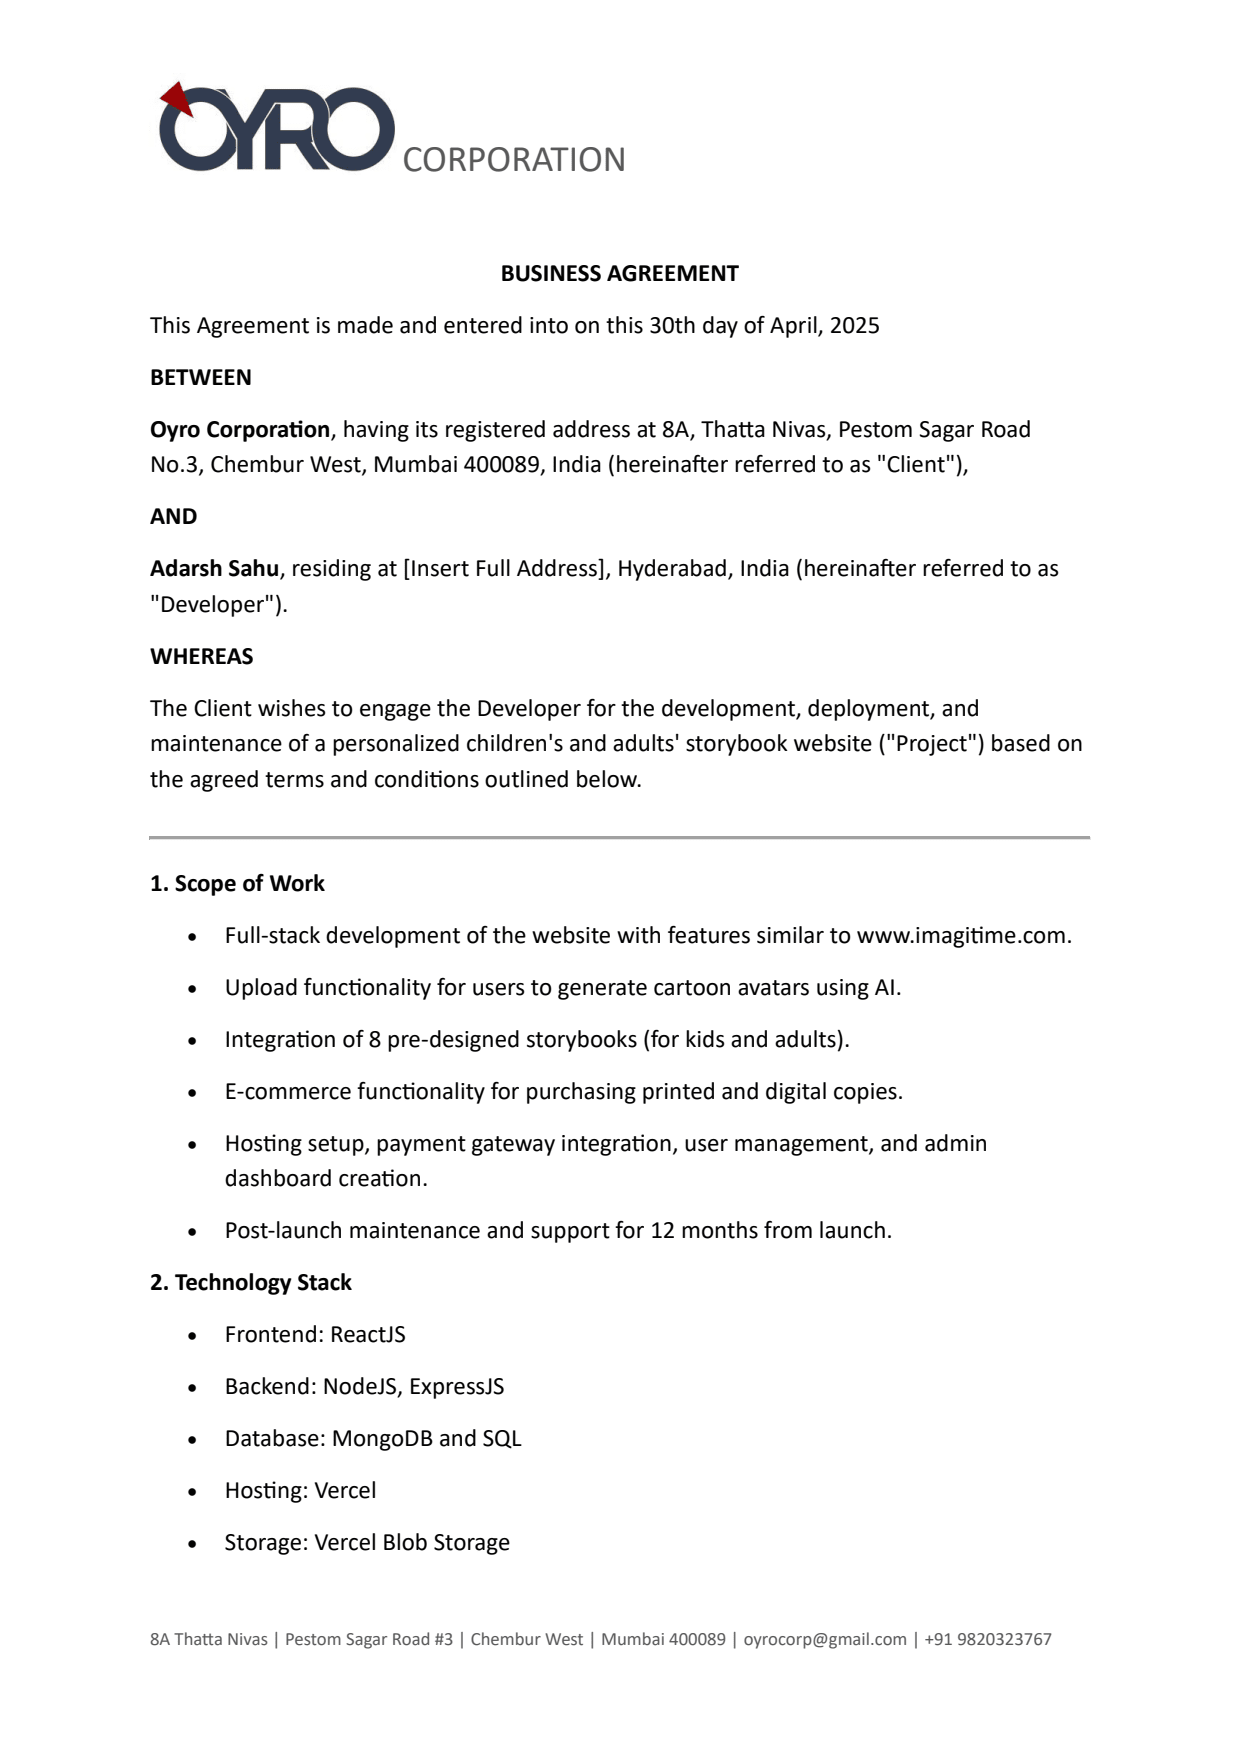 OYRO CORPORATION
BUSINESS AGREEMENT
This Agreement is made and entered into on this 30th day of April, 2025
BETWEEN
Oyro Corporation, having its registered address at 8A, Thatta Nivas, Pestom Sagar Road
No.3, Chembur West, Mumbai 400089, India (hereinafter referred to as "Client"),
AND
Adarsh Sahu, residing at [Insert Full Address], Hyderabad, India (hereinafter referred to as
"Developer").
WHEREAS
The Client wishes to engage the Developer for the development, deployment, and
maintenance of a personalized children's and adults' storybook website ("Project") based on
the agreed terms and conditions outlined below.
1. Scope of Work
• Full-stack development of the website with features similar to www.imagitime.com.
• Upload functionality for users to generate cartoon avatars using AI.
• Integration of 8 pre-designed storybooks (for kids and adults).
• E-commerce functionality for purchasing printed and digital copies.
• Hosting setup, payment gateway integration, user management, and admin
dashboard creation.
• Post-launch maintenance and support for 12 months from launch.
2. Technology Stack
• Frontend: ReactJS
• Backend: NodeJS, ExpressJS
• Database: MongoDB and SQL
• Hosting: Vercel
• Storage: Vercel Blob Storage
8A Thatta Nivas | Pestom Sagar Road #3 | Chembur West | Mumbai 400089 | oyrocorp@gmail.com | +91 9820323767